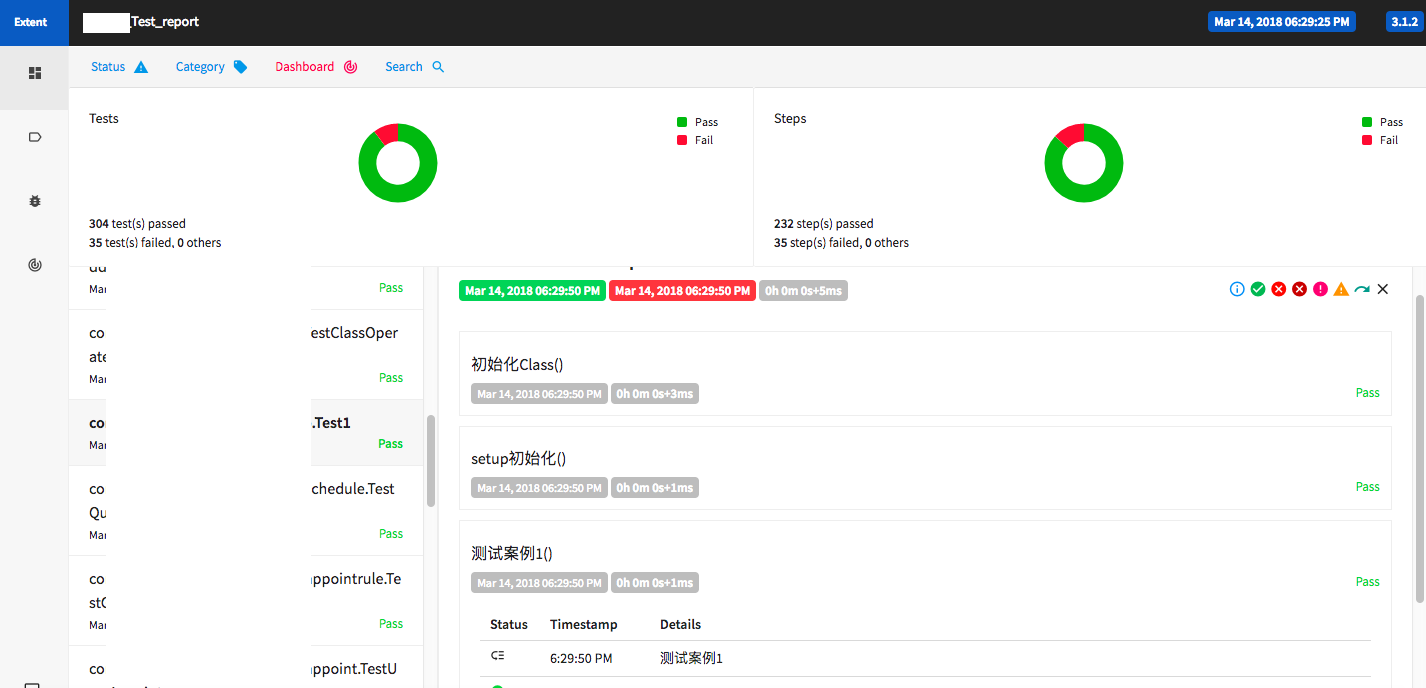 Extent
_Test_report
Mar 14, 2018 06:29:25 PM
3.1.2
Status
Category
Dashboard
Search
Tests
Pass
Fail
304 test(s) passed
35 test(s) failed, 0 others
Steps
Pass
Fail
232 step(s) passed
35 step(s) failed, 0 others
Mar
Pass
co estClassOper
ate
Mar
Pass
co .Test1
Mar
Pass
co chedule.Test
Qu
Mar
Pass
co ppointrule.Te
st
Mar
Pass
co ppoint.TestU
Mar 14, 2018 06:29:50 PM Mar 14, 2018 06:29:50 PM 0h 0m 0s+5ms
初始化Class()
Mar 14, 2018 06:29:50 PM 0h 0m 0s+3ms
Pass
setup初始化()
Mar 14, 2018 06:29:50 PM 0h 0m 0s+1ms
Pass
测试案例1()
Mar 14, 2018 06:29:50 PM 0h 0m 0s+1ms
Pass
Status Timestamp Details
6:29:50 PM 测试案例1